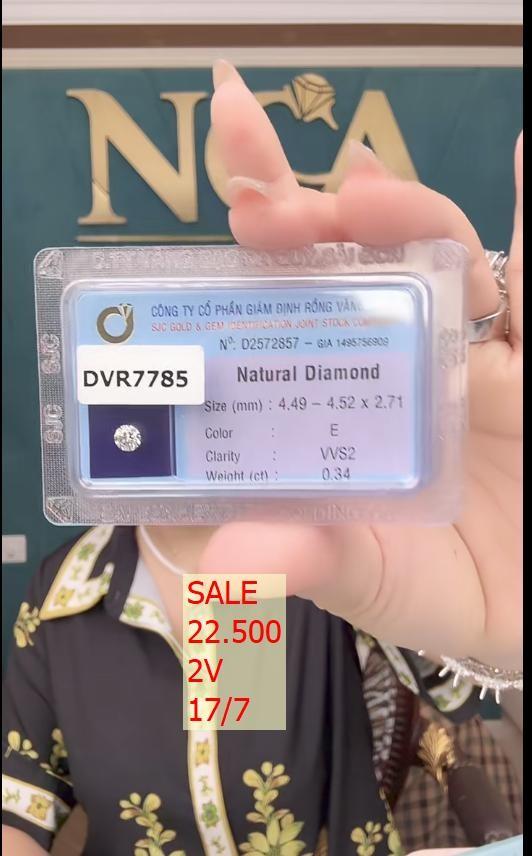 NCA
SJC
CÔNG TY CỔ PHẦN GIÁM ĐỊNH RỒNG VÀNG
SJC GOLD & GEM IDENTIFICATION JOINT STOCK COMPANY
Nº: D2572857 – GIA 1495756909
DVR7785
Natural Diamond
Size (mm) : 4.49 – 4.52 x 2.71
Color : E
Clarity : VVS2
Weight (ct) : 0.34
SJC
SALE
22.500
2V
17/7